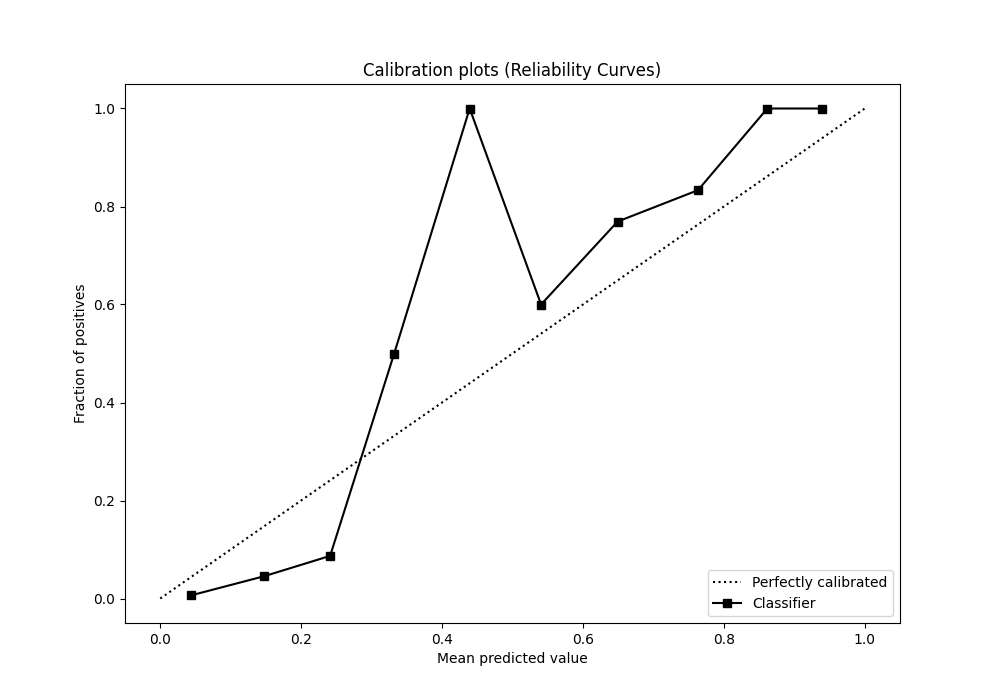 Calibration plots (Reliability Curves)
Fraction of positives
1.0
0.8
0.6
0.4
0.2
0.0
0.0 0.2 0.4 0.6 0.8 1.0
Mean predicted value
Perfectly calibrated
Classifier